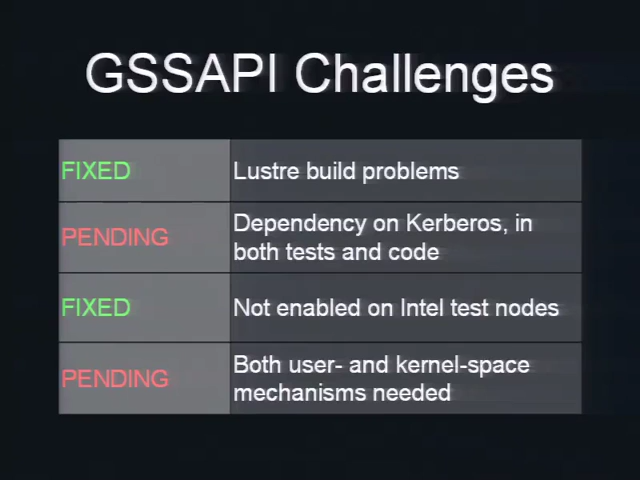 GSSAPI Challenges
FIXED
Lustre build problems
PENDING
Dependency on Kerberos, in
both tests and code
FIXED
Not enabled on Intel test nodes
PENDING
Both user- and kernel-space
mechanisms needed